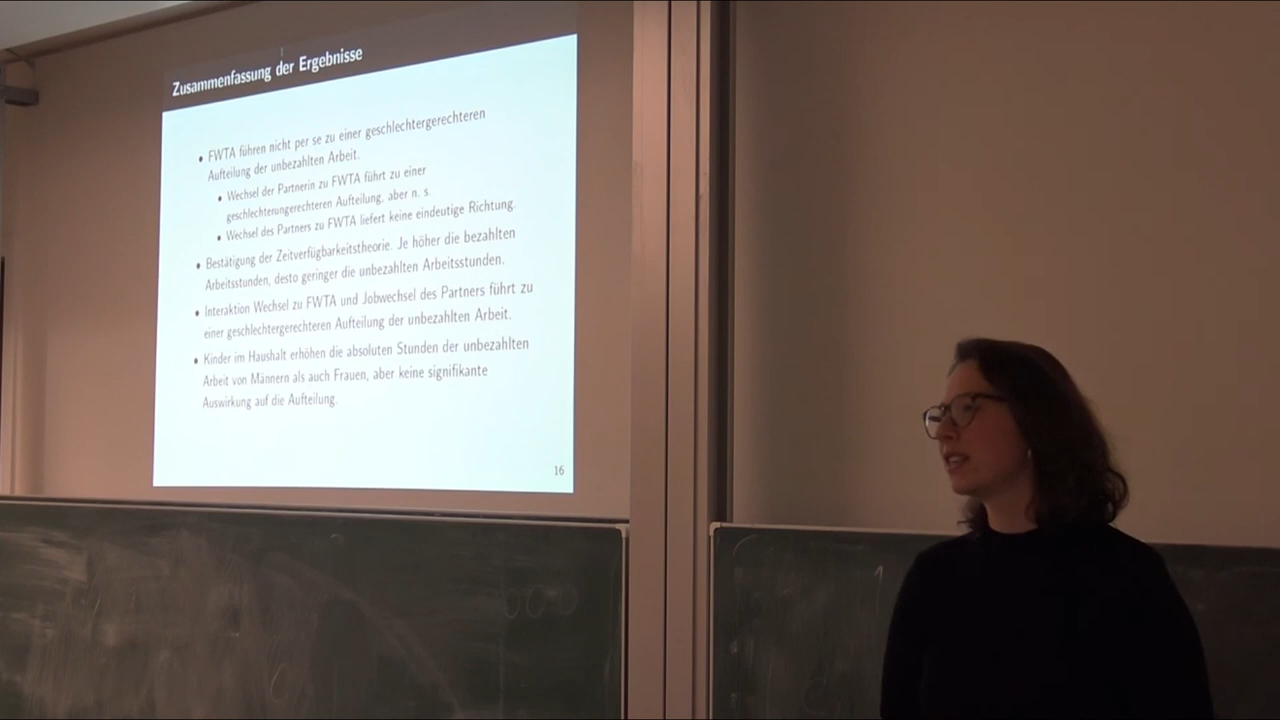 Zusammenfassung der Ergebnisse
• FWTA führen nicht per se zu einer geschlechtergerechteren
Aufteilung der unbezahlten Arbeit.
• Wechsel der Partnerin zu FWTA führt zu einer
geschlechterungerechteren Aufteilung, aber n. s.
• Wechsel des Partners zu FWTA liefert keine eindeutige Richtung.
• Bestätigung der Zeitverfügbarkeitstheorie. Je höher die bezahlten
Arbeitsstunden, desto geringer die unbezahlten Arbeitsstunden.
• Interaktion Wechsel zu FWTA und Jobwechsel des Partners führt zu
einer geschlechtergerechteren Aufteilung der unbezahlten Arbeit.
• Kinder im Haushalt erhöhen die absoluten Stunden der unbezahlten
Arbeit von Männern als auch Frauen, aber keine signifikante
Auswirkung auf die Aufteilung.
16